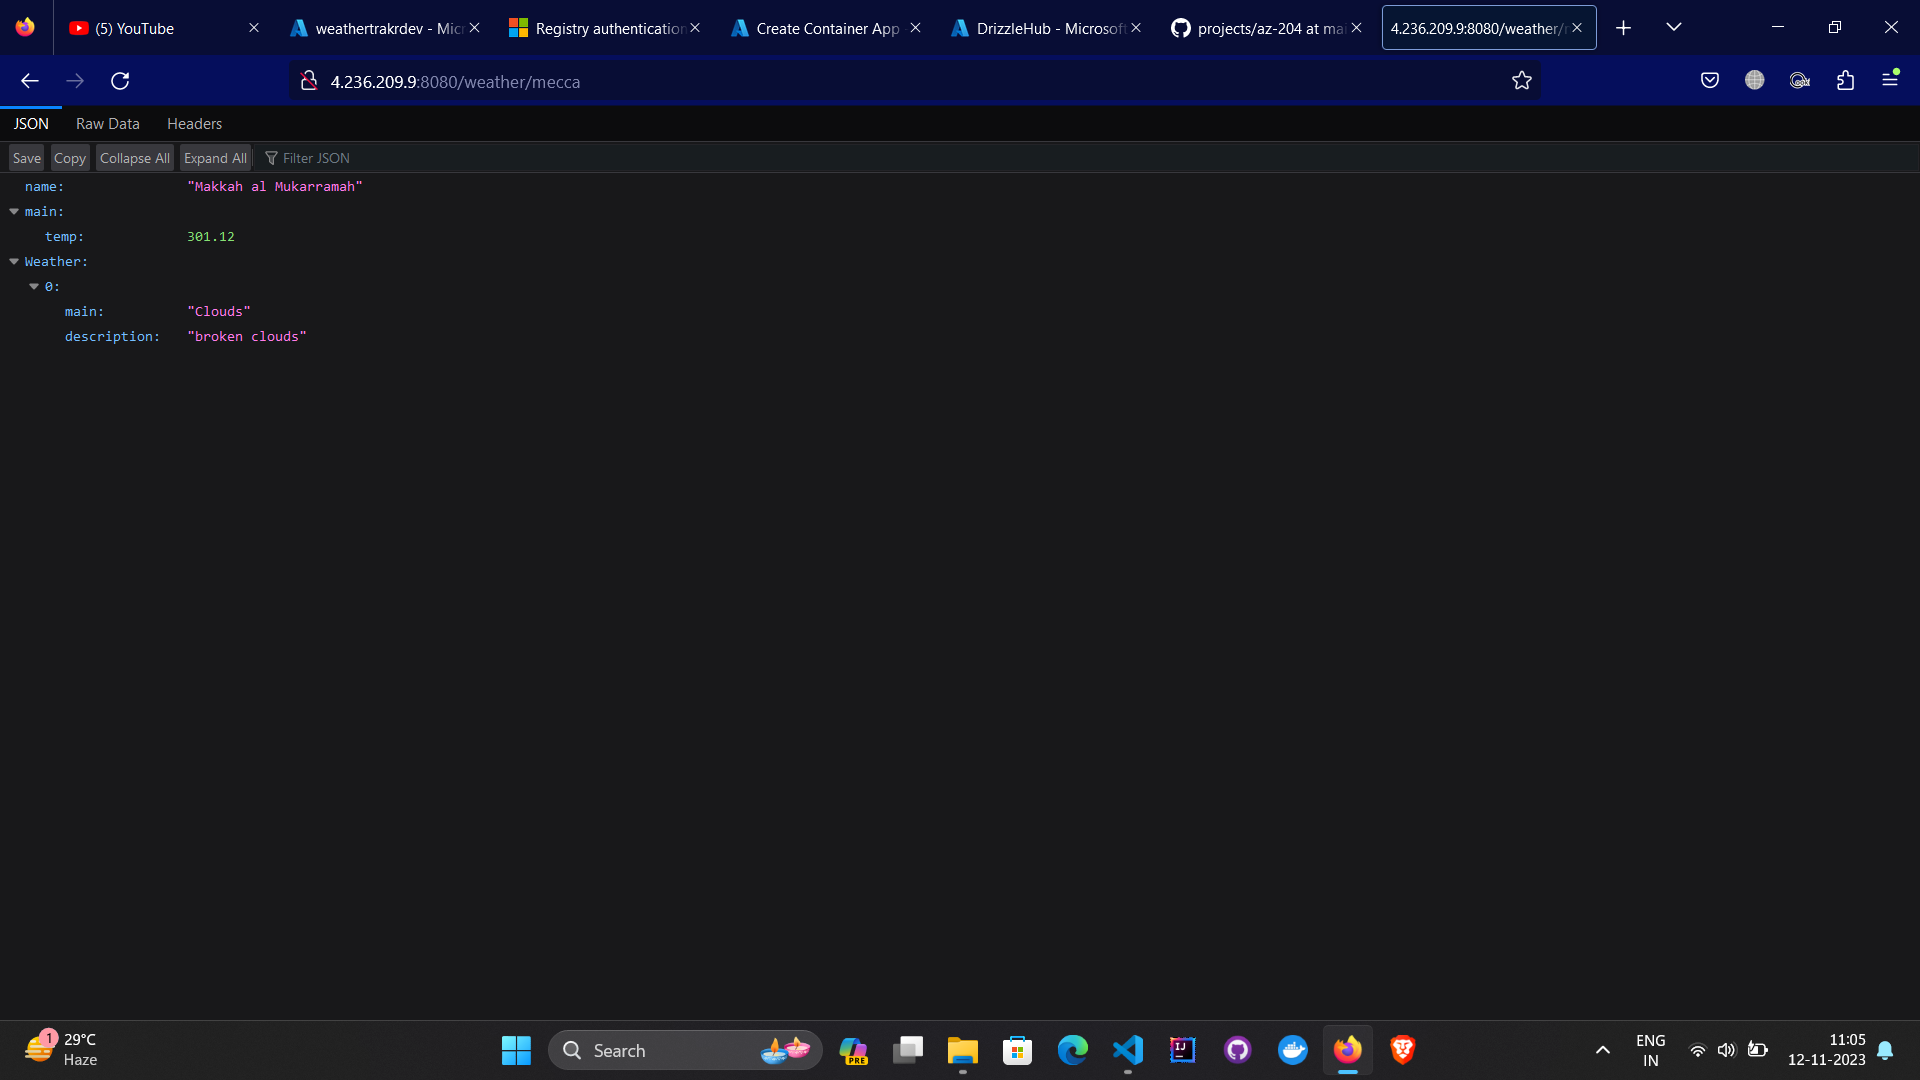 (5) YouTube
weathertrakrdev - Micr
Registry authentication
Create Container App
DrizzleHub - Microsoft
projects/az-204 at mai
4.236.209.9:8080/weather/
4.236.209.9:8080/weather/mecca
JSON Raw Data Headers
Save Copy Collapse All Expand All Filter JSON
name: "Makkah al Mukarramah"
main:
temp: 301.12
Weather:
0:
main: "Clouds"
description: "broken clouds"
1
29°C
Haze
Search
PRE
IJ
ENG
IN
11:05
12-11-2023